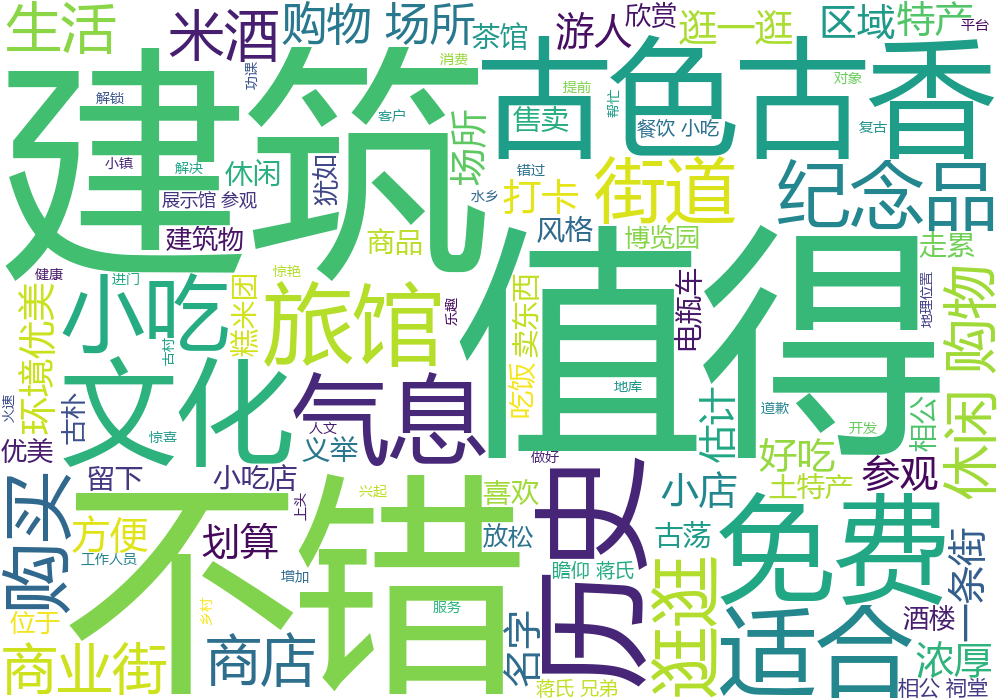 生活
米酒
购物 场所
茶馆
游人
欣赏
逛一逛
区域
特产
平台
建筑
古色古香
功课
消费
解锁
客户
提前
帮忙
对象
售卖
餐饮 小吃
复古
场所
小镇
解决
休闲
犹如
错过
展示馆 参观
水乡
打卡
街道
纪念品
建筑物
商品
风格
博览园
走累
健康
进门
惊艳
值得
小吃
糕米团
旅馆
乐趣
卖东西
电瓶车
地理位置
购物
环境优美
古村
文化
气息
吃饭
地库
估计
道歉
相公
休闲
火速
古朴
惊喜
人文
开发
优美
义举
做好
好吃
留下
小吃店
兴起
喜欢
小店
土特产
参观
购买
不错
上头
历史
免费
方便
划算
放松
古荡
一条街
工作人员
增加
瞻仰 蒋氏
逛逛
适合
乡村
服务
位于
名字
酒楼
商业街
商店
浓厚
蒋氏 兄弟
相公 祠堂